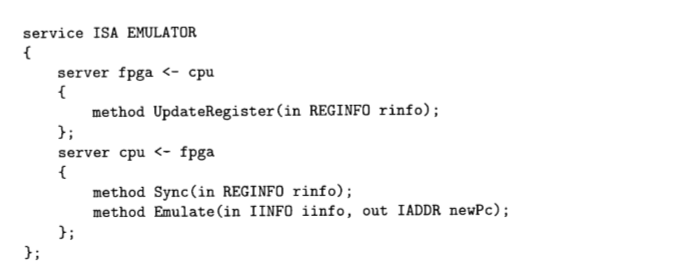 service ISA EMULATOR
{
    server fpga <- cpu
    {
        method UpdateRegister(in REGINFO rinfo);
    };
    server cpu <- fpga
    {
        method Sync(in REGINFO rinfo);
        method Emulate(in IINFO iinfo, out IADDR newPc);
    };
};